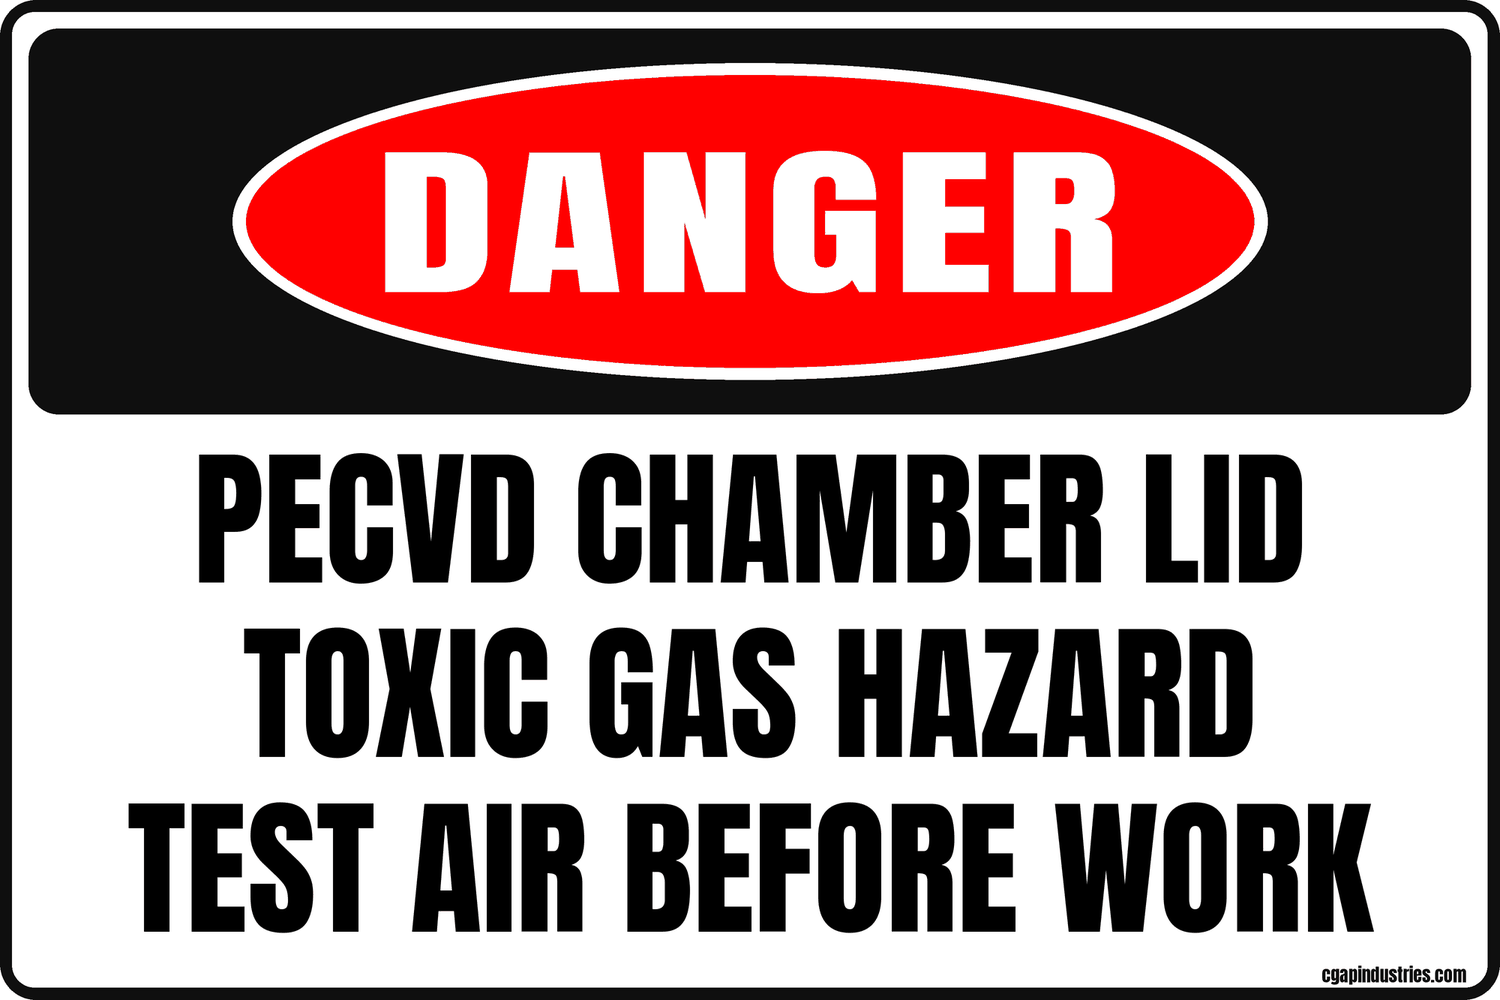 DANGER
PECVD CHAMBER LID
TOXIC GAS HAZARD
TEST AIR BEFORE WORK
cgapindustries.com